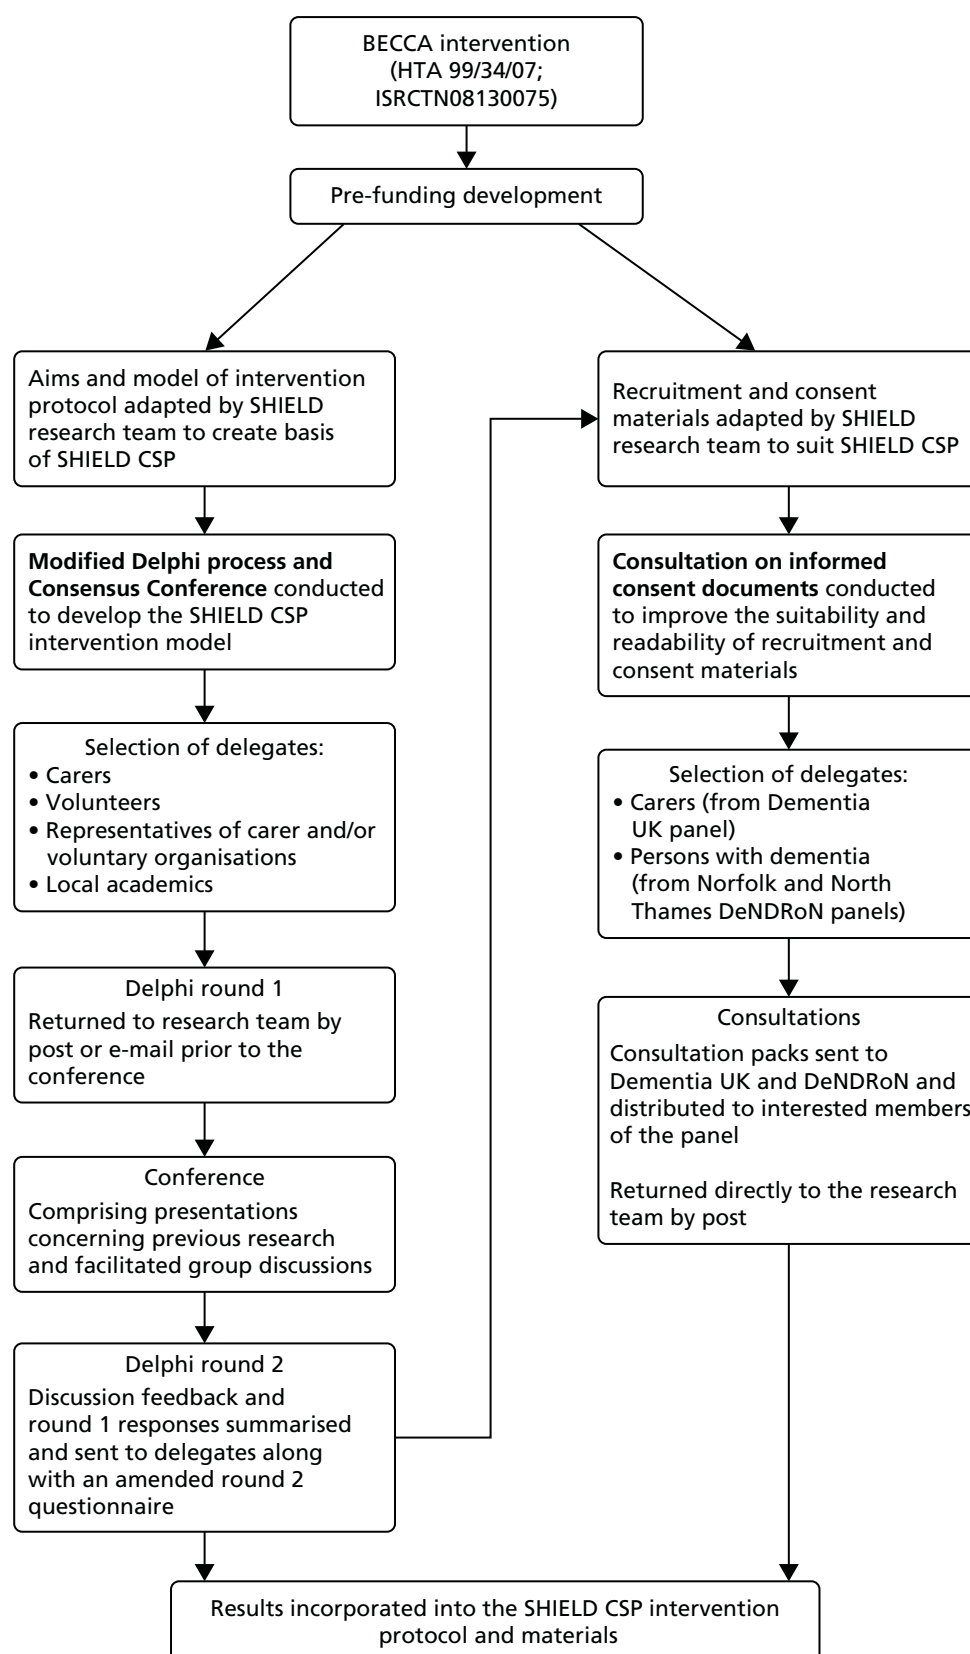 BECCA intervention
(HTA 99/34/07;
ISRCTN08130075)
Pre-funding development
Aims and model of intervention
protocol adapted by SHIELD
research team to create basis
of SHIELD CSP
Modified Delphi process and
Consensus Conference conducted
to develop the SHIELD CSP
intervention model
Selection of delegates:
• Carers
• Volunteers
• Representatives of carer and/or
voluntary organisations
• Local academics
Delphi round 1
Returned to research team by
post or e-mail prior to the
conference
Conference
Comprising presentations
concerning previous research
and facilitated group discussions
Delphi round 2
Discussion feedback and
round 1 responses summarised
and sent to delegates along
with an amended round 2
questionnaire
Recruitment and consent
materials adapted by SHIELD
research team to suit SHIELD CSP
Consultation on informed
consent documents conducted
to improve the suitability and
readability of recruitment and
consent materials
Selection of delegates:
• Carers (from Dementia
UK panel)
• Persons with dementia
(from Norfolk and North
Thames DeNDRoN panels)
Consultations
Consultation packs sent to
Dementia UK and DeNDRoN and
distributed to interested members
of the panel
Returned directly to the research
team by post
Results incorporated into the SHIELD CSP intervention
protocol and materials